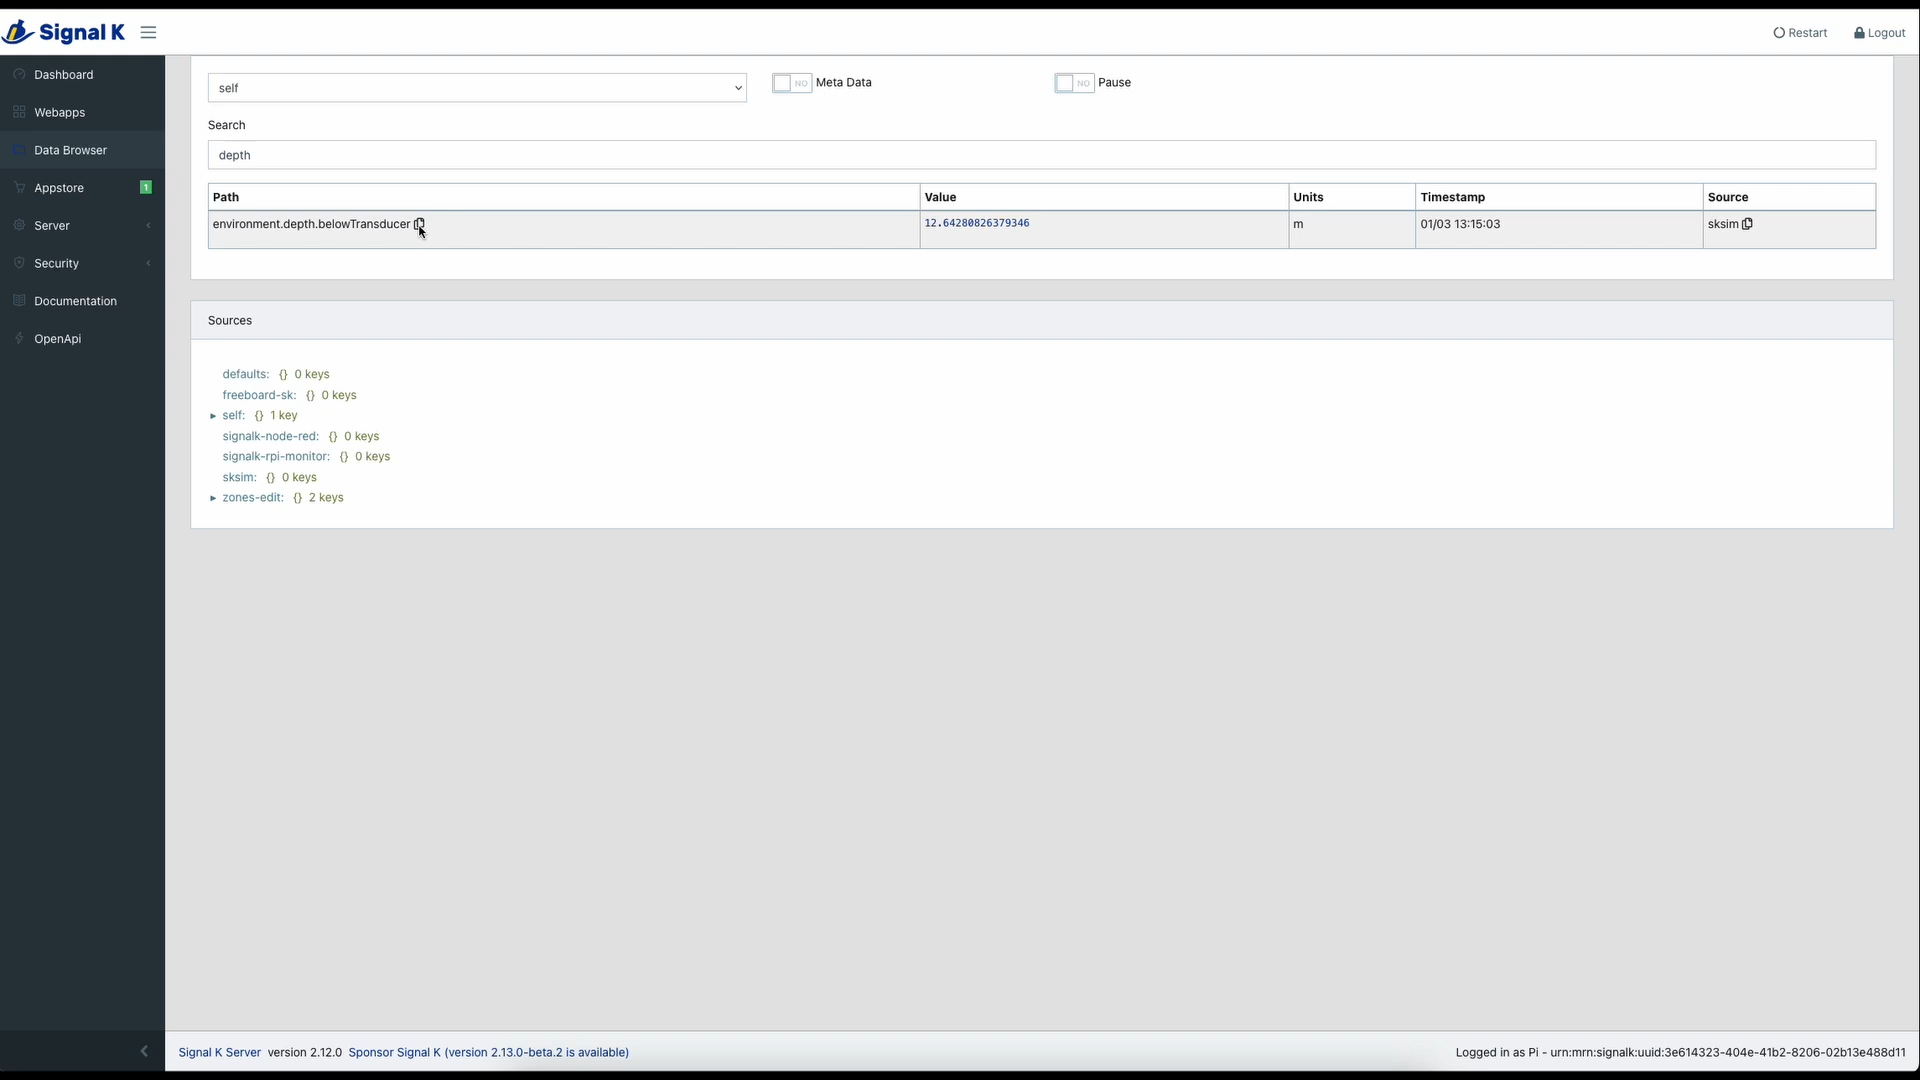 Signal K
Restart
Logout
Dashboard
Webapps
Data Browser
Appstore 1
Server
Security
Documentation
OpenApi
self
NO Meta Data
NO Pause
Search
depth
Path Value Units Timestamp Source
environment.depth.belowTransducer 12.64280826379346 m 01/03 13:15:03 sksim
Sources
defaults: {} 0 keys
freeboard-sk: {} 0 keys
self: {} 1 key
signalk-node-red: {} 0 keys
signalk-rpi-monitor: {} 0 keys
sksim: {} 0 keys
zones-edit: {} 2 keys
Signal K Server version 2.12.0 Sponsor Signal K (version 2.13.0-beta.2 is available)
Logged in as Pi - urn:mrn:signalk:uuid:3e614323-404e-41b2-8206-02b13e488d11